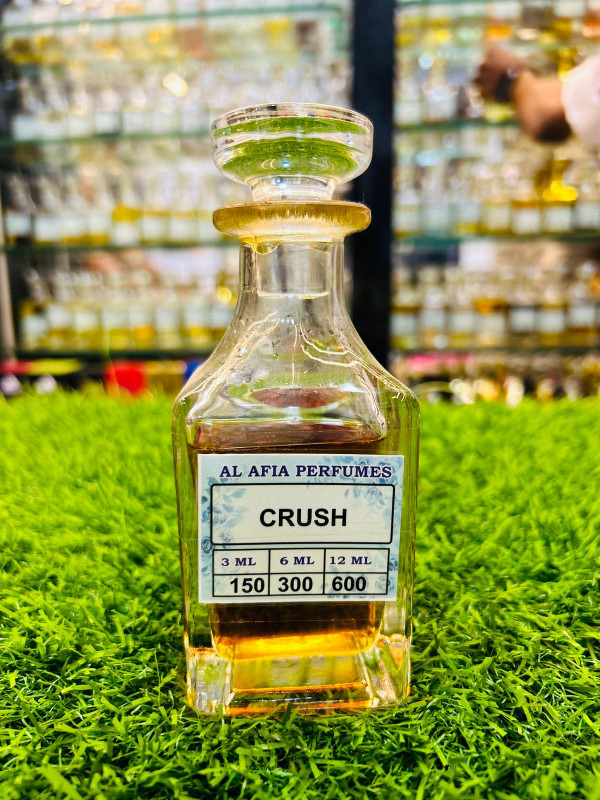 AL AFIA PERFUMES
CRUSH
3 ML 6 ML 12 ML
150 300 600